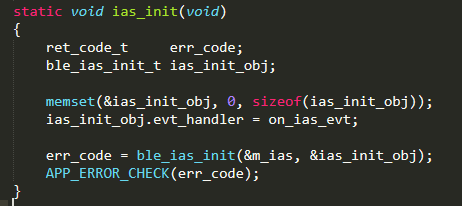 static void ias_init(void)
{
    ret_code_t     err_code;
    ble_ias_init_t ias_init_obj;

    memset(&ias_init_obj, 0, sizeof(ias_init_obj));
    ias_init_obj.evt_handler = on_ias_evt;

    err_code = ble_ias_init(&m_ias, &ias_init_obj);
    APP_ERROR_CHECK(err_code);
}